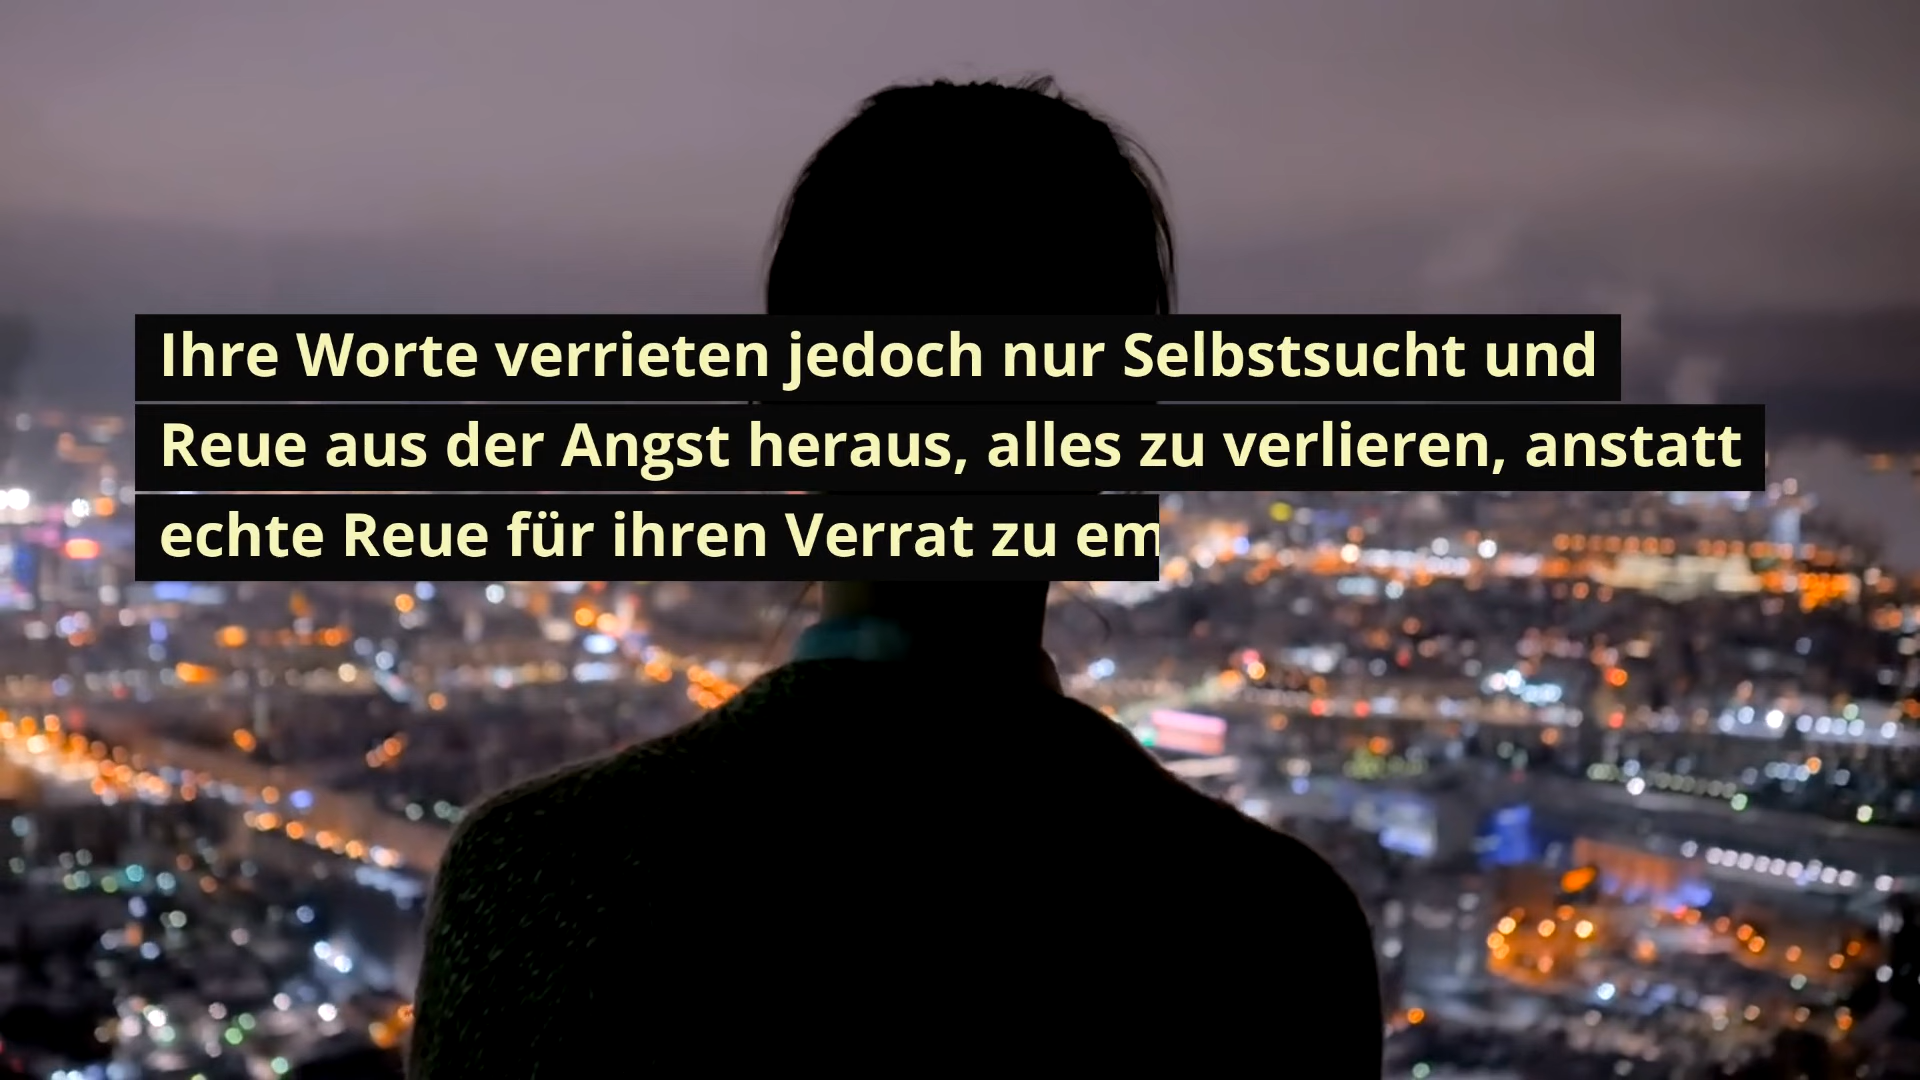 Ihre Worte verrieten jedoch nur Selbstsucht und
Reue aus der Angst heraus, alles zu verlieren, anstatt
echte Reue für ihren Verrat zu em